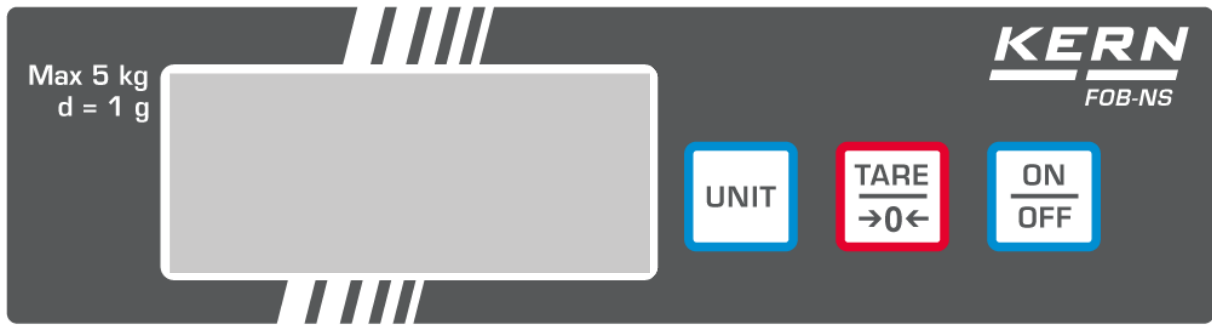 Max 5 kg
d = 1 g
KERN
FOB-NS
UNIT
TARE
→0←
ON
OFF